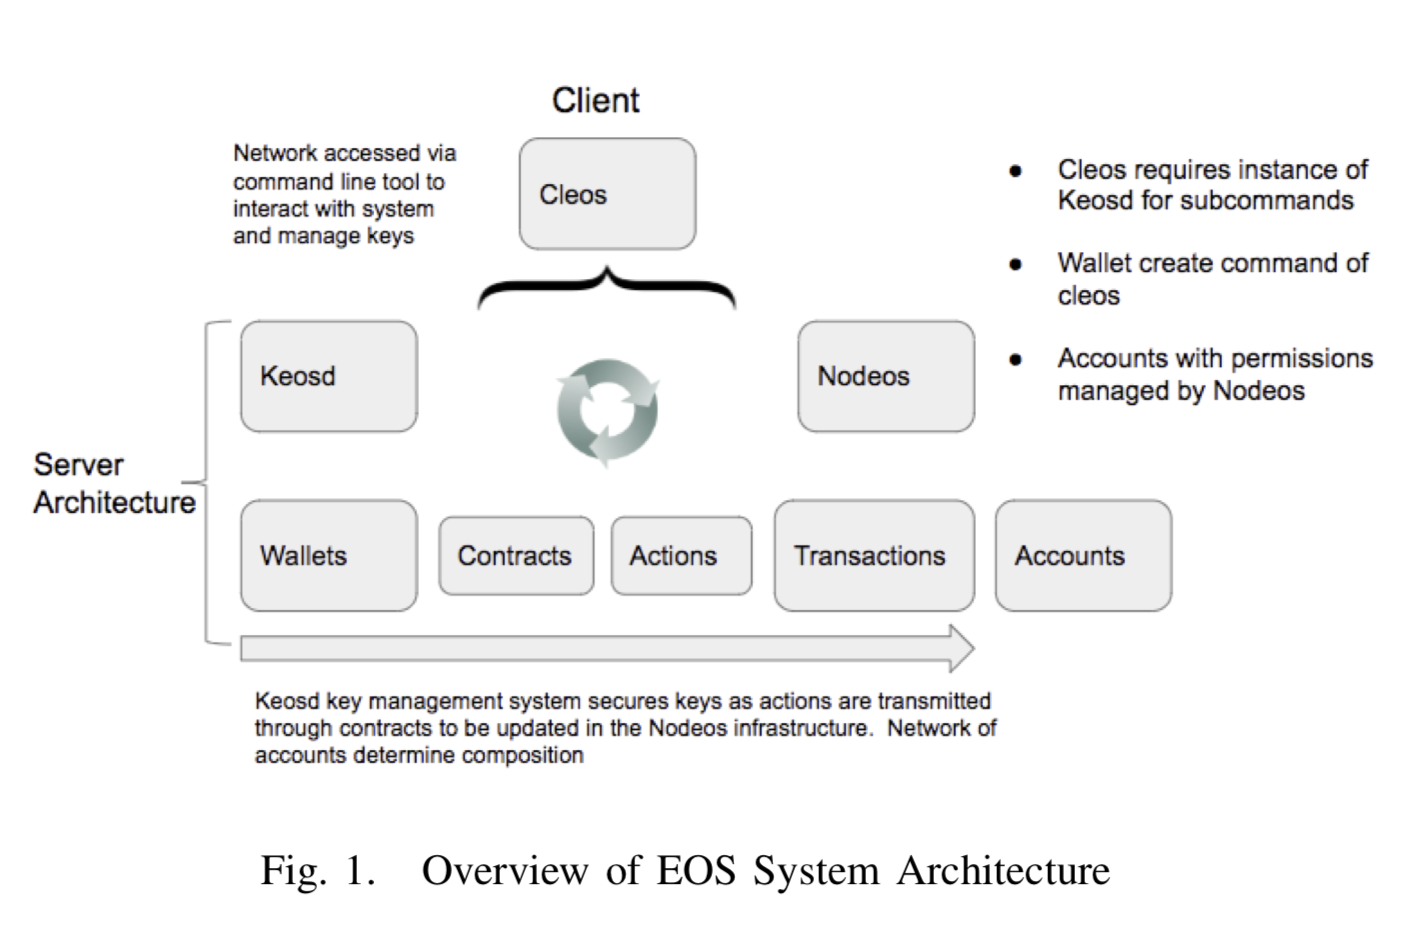 Client
Network accessed via
command line tool to
interact with system
and manage keys
Cleos
● Cleos requires instance of
Keosd for subcommands
● Wallet create command of
cleos
● Accounts with permissions
managed by Nodeos
Keosd
Nodeos
Server
Architecture
Wallets
Contracts
Actions
Transactions
Accounts
Keosd key management system secures keys as actions are transmitted
through contracts to be updated in the Nodeos infrastructure.  Network of
accounts determine composition
Fig. 1. Overview of EOS System Architecture